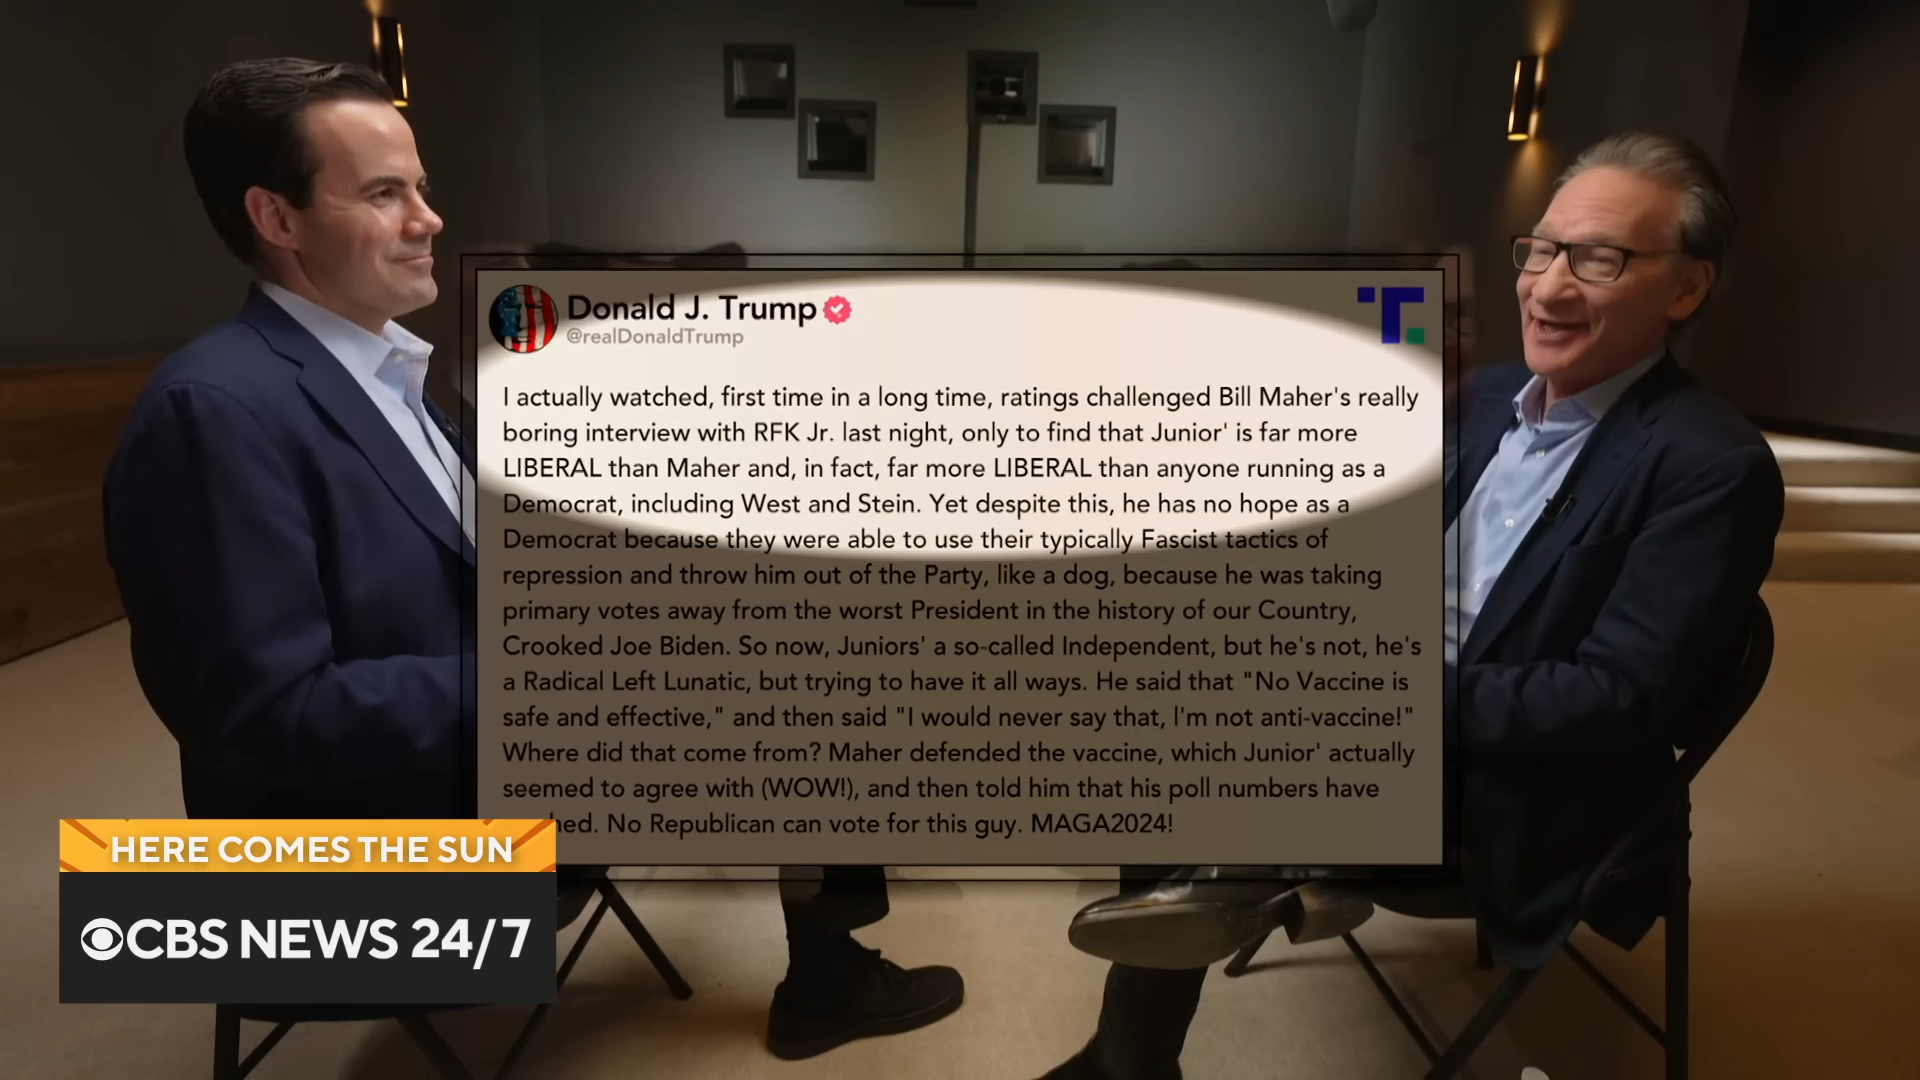 Donald J. Trump
@realDonaldTrump
I actually watched, first time in a long time, ratings challenged Bill Maher's really
boring interview with RFK Jr. last night, only to find that Junior' is far more
LIBERAL than Maher and, in fact, far more LIBERAL than anyone running as a
Democrat, including West and Stein. Yet despite this, he has no hope as a
Democrat because they were able to use their typically Fascist tactics of
repression and throw him out of the Party, like a dog, because he was taking
primary votes away from the worst President in the history of our Country,
Crooked Joe Biden. So now, Juniors' a so-called Independent, but he's not, he's
a Radical Left Lunatic, but trying to have it all ways. He said that "No Vaccine is
safe and effective," and then said "I would never say that, I'm not anti-vaccine!"
Where did that come from? Maher defended the vaccine, which Junior' actually
seemed to agree with (WOW!), and then told him that his poll numbers have
hed. No Republican can vote for this guy. MAGA2024!
HERE COMES THE SUN
CBS NEWS 24/7